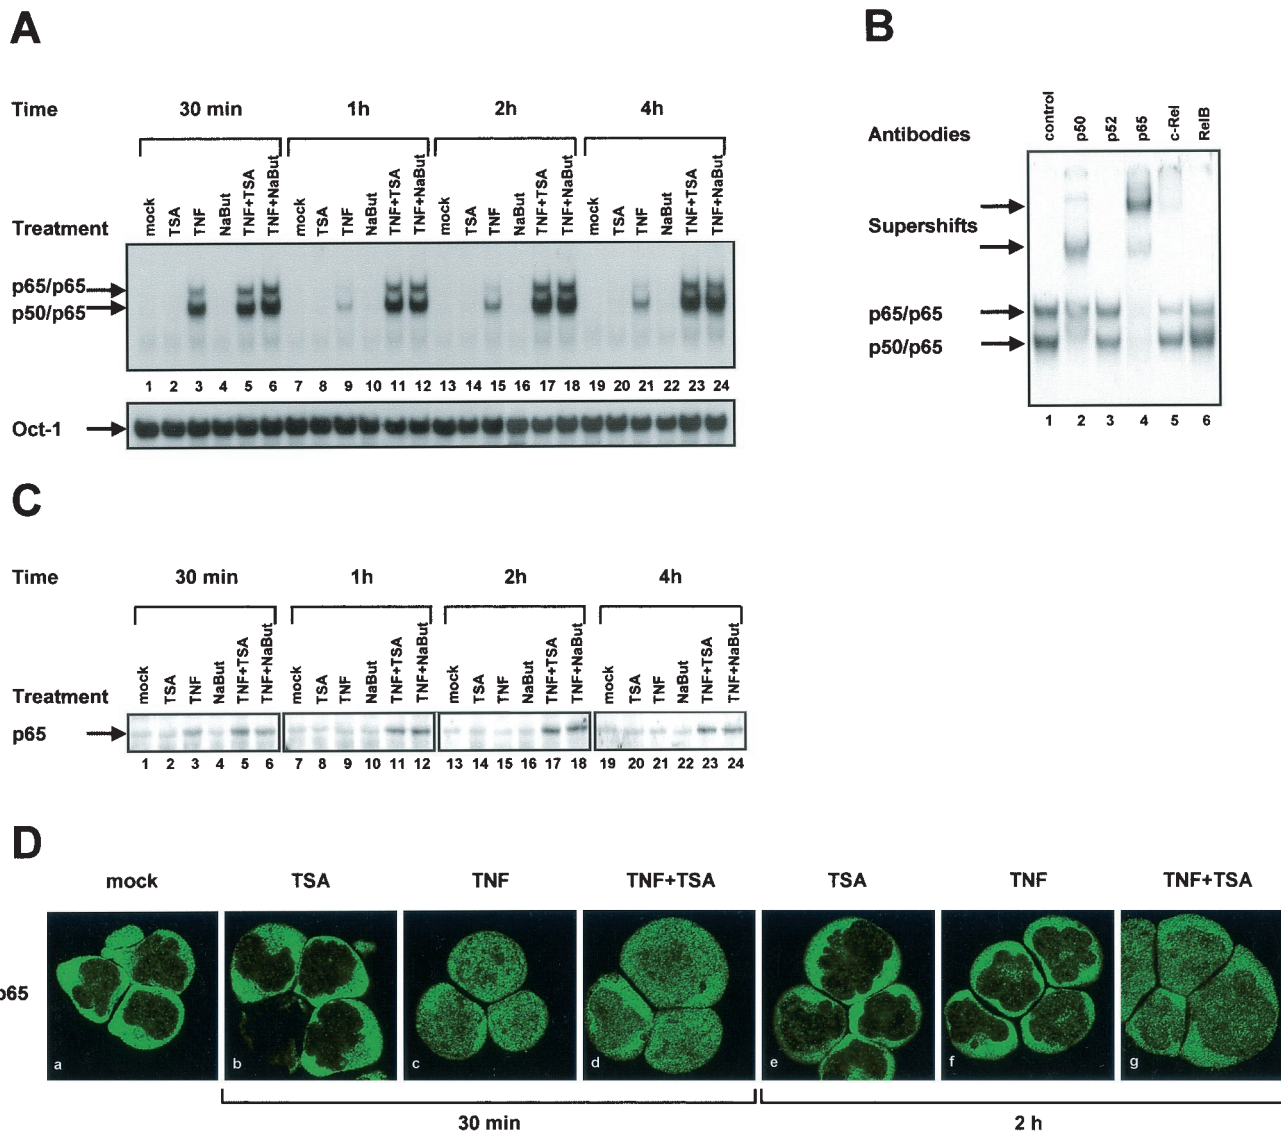 A
Time 30 min 1h 2h 4h
Treatment mock TSA TNF NaBut TNF+TSA TNF+NaBut mock TSA TNF NaBut TNF+TSA TNF+NaBut mock TSA TNF NaBut TNF+TSA TNF+NaBut mock TSA TNF NaBut TNF+TSA TNF+NaBut
p65/p65
p50/p65
1 2 3 4 5 6 7 8 9 10 11 12 13 14 15 16 17 18 19 20 21 22 23 24
Oct-1
B
Antibodies control p50 p52 p65 c-Rel RelB
Supershifts
p65/p65
p50/p65
1 2 3 4 5 6
C
Time 30 min 1h 2h 4h
Treatment mock TSA TNF NaBut TNF+TSA TNF+NaBut mock TSA TNF NaBut TNF+TSA TNF+NaBut mock TSA TNF NaBut TNF+TSA TNF+NaBut mock TSA TNF NaBut TNF+TSA TNF+NaBut
p65
1 2 3 4 5 6 7 8 9 10 11 12 13 14 15 16 17 18 19 20 21 22 23 24
D
mock TSA TNF TNF+TSA TSA TNF TNF+TSA
p65
a b c d e f g
30 min 2 h